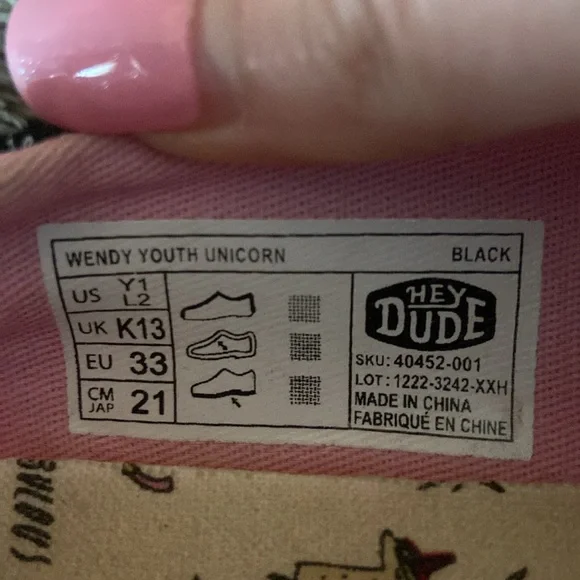 WENDY YOUTH UNICORN BLACK
US Y1 L2
UK K13
EU 33
CM JAP 21
HEY DUDE
SKU: 40452-001
LOT: 1222-3242-XXH
MADE IN CHINA
FABRIQUÉ EN CHINE